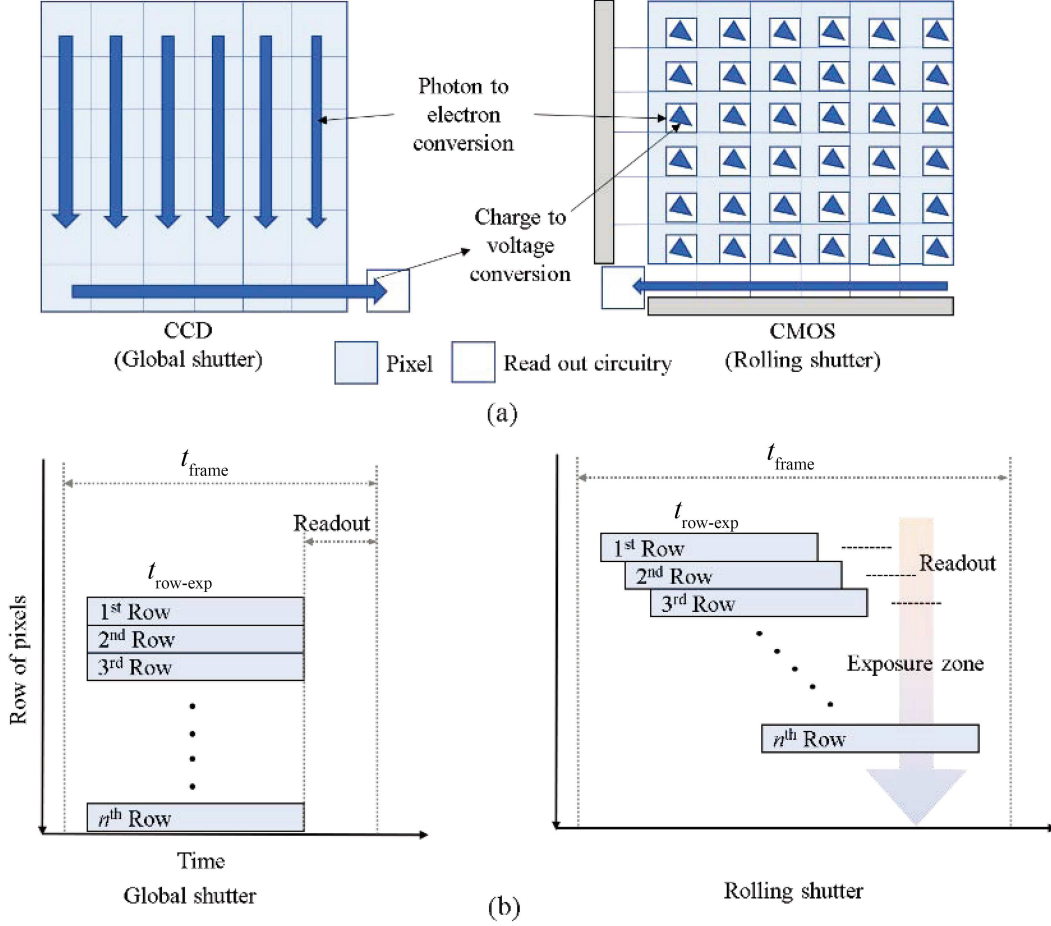 Photon to
electron
conversion
Charge to
voltage
conversion
CCD
(Global shutter)
CMOS
(Rolling shutter)
Pixel
Read out circuitry
(a)
t_frame
Readout
t_row-exp
1st Row
2nd Row
3rd Row
nth Row
Row of pixels
Time
Global shutter
t_frame
t_row-exp
1st Row
2nd Row
3rd Row
Readout
Exposure zone
nth Row
Rolling shutter
(b)